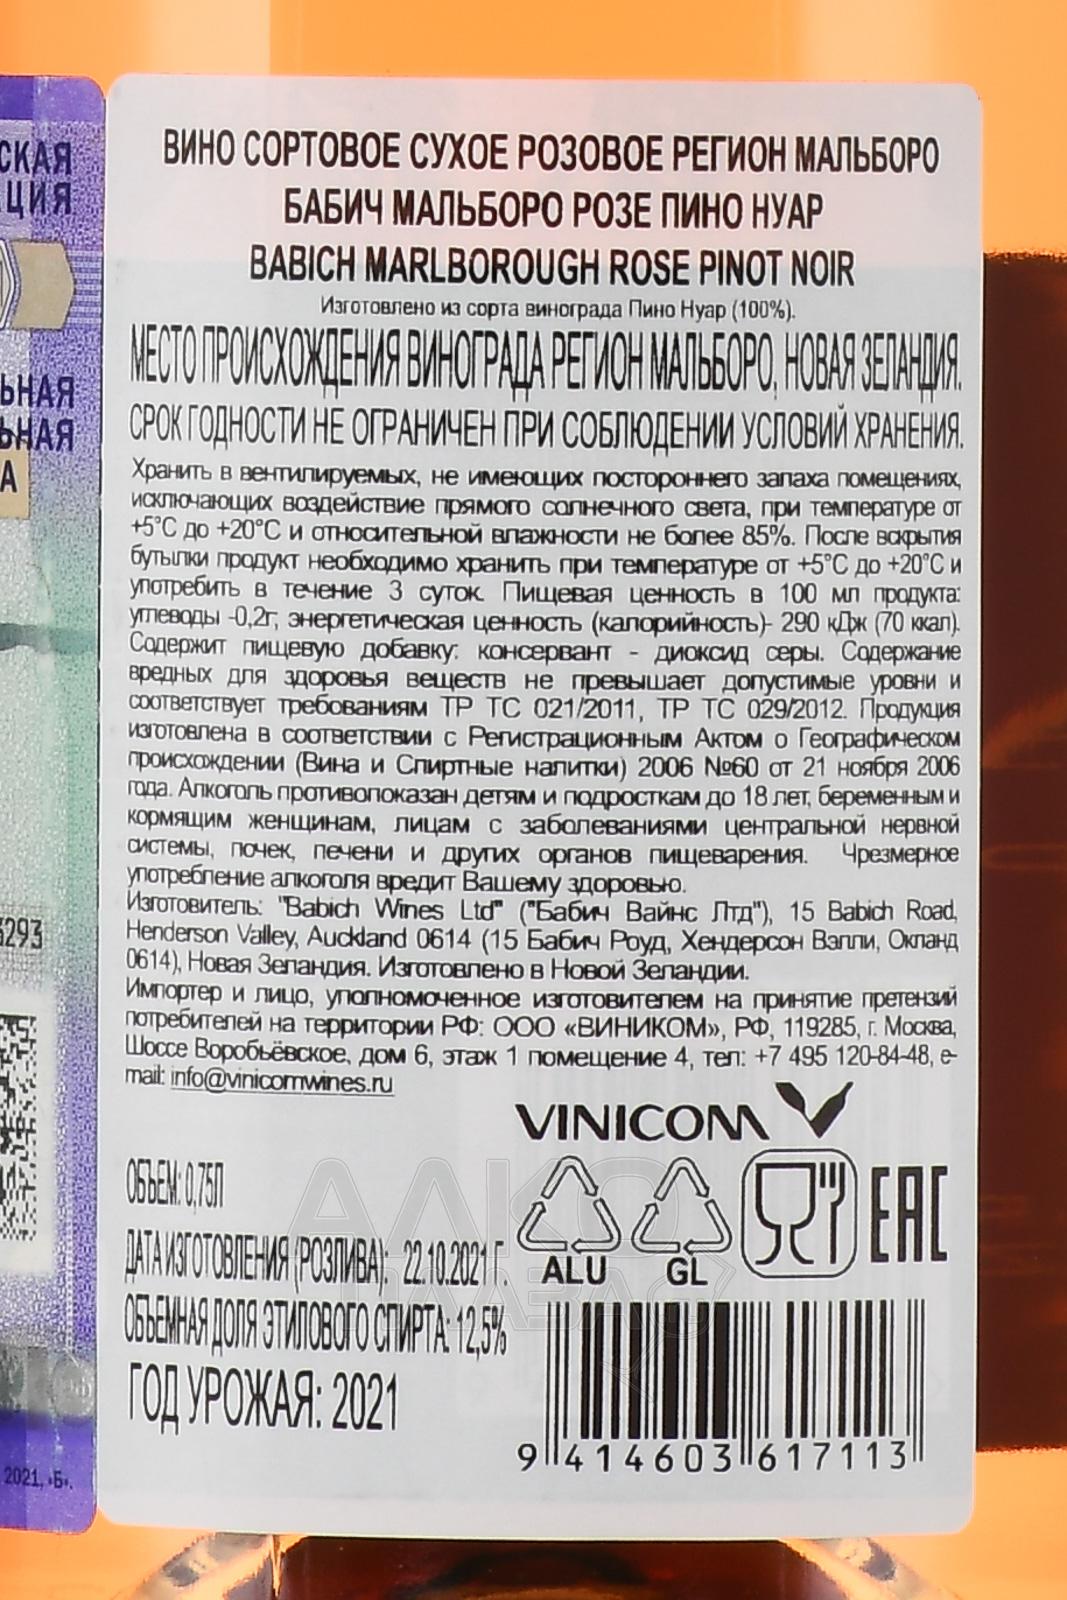 СКАЯ
ЦИЯ
ЬНАЯ
ЬНАЯ
А
3293
2021, «Б».
ВИНО СОРТОВОЕ СУХОЕ РОЗОВОЕ РЕГИОН МАЛЬБОРО
БАБИЧ МАЛЬБОРО РОЗЕ ПИНО НУАР
BABICH MARLBOROUGH ROSE PINOT NOIR
Изготовлено из сорта винограда Пино Нуар (100%).
МЕСТО ПРОИСХОЖДЕНИЯ ВИНОГРАДА РЕГИОН МАЛЬБОРО, НОВАЯ ЗЕЛАНДИЯ.
СРОК ГОДНОСТИ НЕ ОГРАНИЧЕН ПРИ СОБЛЮДЕНИИ УСЛОВИЙ ХРАНЕНИЯ.
Хранить в вентилируемых, не имеющих постороннего запаха помещениях,
исключающих воздействие прямого солнечного света, при температуре от
+5°С до +20°С и относительной влажности не более 85%. После вскрытия
бутылки продукт необходимо хранить при температуре от +5°С до +20°С и
употребить в течение 3 суток. Пищевая ценность в 100 мл продукта:
углеводы -0,2г, энергетическая ценность (калорийность)- 290 кДж (70 ккал).
Содержит пищевую добавку: консервант - диоксид серы. Содержание
вредных для здоровья веществ не превышает допустимые уровни и
соответствует требованиям ТР ТС 021/2011, ТР ТС 029/2012. Продукция
изготовлена в соответствии с Регистрационным Актом о Географическом
происхождении (Вина и Спиртные напитки) 2006 №60 от 21 ноября 2006
года. Алкоголь противопоказан детям и подросткам до 18 лет, беременным и
кормящим женщинам, лицам с заболеваниями центральной нервной
системы, почек, печени и других органов пищеварения. Чрезмерное
употребление алкоголя вредит Вашему здоровью.
Изготовитель: "Babich Wines Ltd" ("Бабич Вайнс Лтд"), 15 Babich Road,
Henderson Valley, Auckland 0614 (15 Бабич Роуд, Хендерсон Вэлли, Окланд
0614), Новая Зеландия. Изготовлено в Новой Зеландии.
Импортер и лицо, уполномоченное изготовителем на принятие претензий
потребителей на территории РФ: ООО «ВИНИКОМ», РФ, 119285, г. Москва,
Шоссе Воробьёвское, дом 6, этаж 1 помещение 4, тел: +7 495 120-84-48, e-
mail: info@vinicomwines.ru
VINICOM
ОБЪЕМ: 0,75Л
ДАТА ИЗГОТОВЛЕНИЯ (РОЗЛИВА): 22.10.2021 Г.
ОБЪЕМНАЯ ДОЛЯ ЭТИЛОВОГО СПИРТА: 12,5%
ГОД УРОЖАЯ: 2021
ALU GL EAC
АЛКО
ПЛАЗА
9 414603 617113